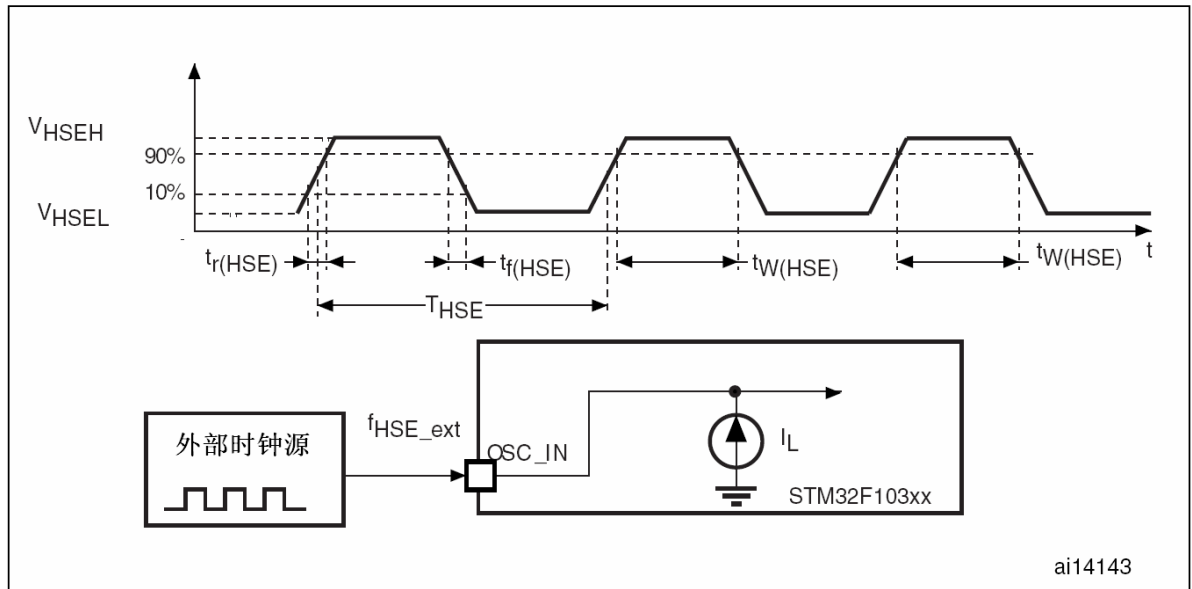 VHSEH
90%
10%
VHSEL
tr(HSE)
tf(HSE)
tW(HSE)
tW(HSE)
t
THSE
外部时钟源
fHSE_ext
OSC_IN
IL
STM32F103xx
ai14143